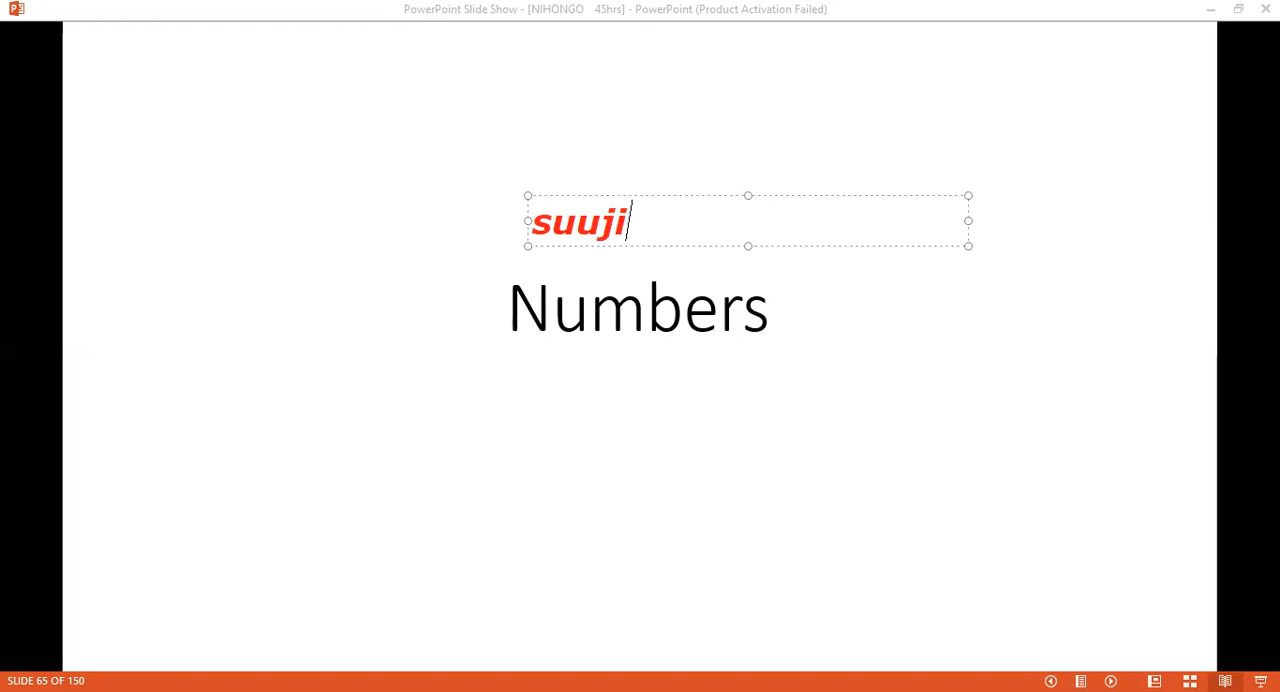 PowerPoint Slide Show - [NIHONGO 45hrs] - PowerPoint (Product Activation Failed)
suuji
Numbers
SLIDE 65 OF 150